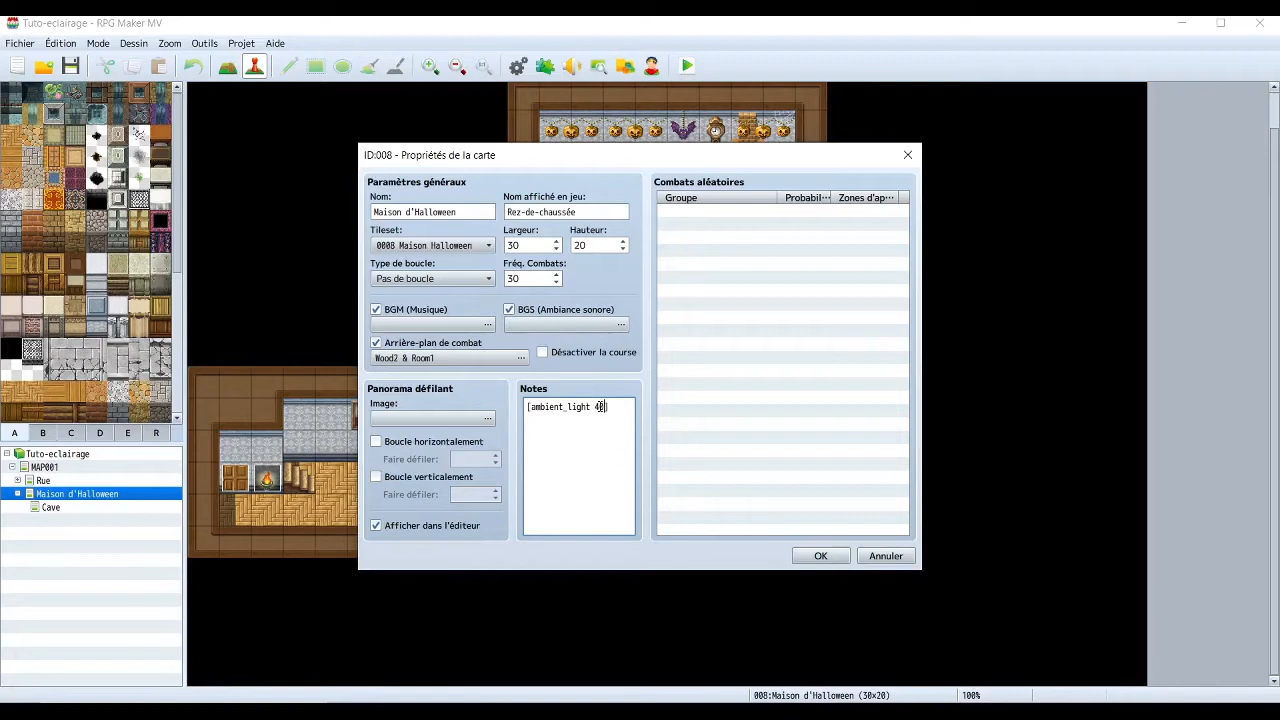 Tuto-eclairage - RPG Maker MV
Fichier Édition Mode Dessin Zoom Outils Projet Aide
ID:008 - Propriétés de la carte
Paramètres généraux
Nom: Nom affiché en jeu:
Maison d'Halloween Rez-de-chaussée
Tileset: Largeur: Hauteur:
0008 Maison Halloween 30 20
Type de boucle: Fréq. Combats:
Pas de boucle 30
BGM (Musique) BGS (Ambiance sonore)
... ...
Arrière-plan de combat
Wood2 & Room1 ... Désactiver la course
Panorama défilant
Image:
...
Boucle horizontalement
Faire défiler:
Boucle verticalement
Faire défiler:
Afficher dans l'éditeur
Notes
[ambient_light
Combats aléatoires
Groupe Probabil... Zones d'ap...
OK Annuler
A B C D E R
Tuto-eclairage
MAP001
Rue
Maison d'Halloween
Cave
008:Maison d'Halloween (30x20) 100%